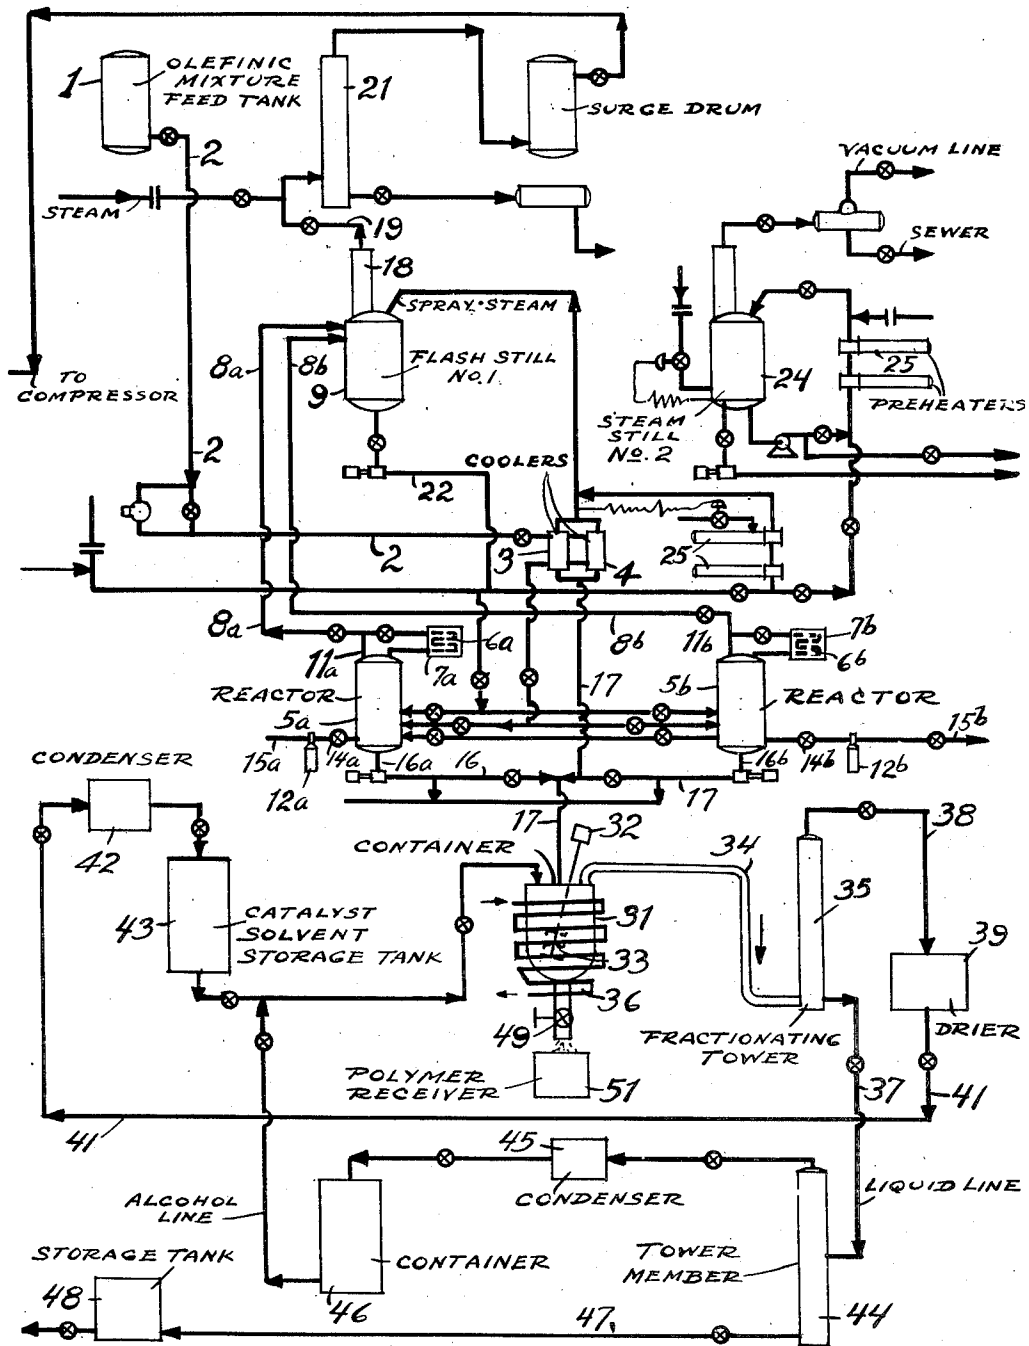 1
OLEFINIC
MIXTURE
FEED TANK
21
SURGE DRUM
2
VACUUM LINE
STEAM
19
SEWER
18
SPRAY·STEAM
8a
8b
FLASH STILL
NO.1
9
24
25
PREHEATERS
TO
COMPRESSOR
STEAM
STILL
NO. 2
2
COOLERS
22
2
3
4
25
8a
8b
11a
6a
7a
11b
7b
6b
REACTOR
5a
17
5b
REACTOR
15a
14a
12a
16a
16
16b
17
14b
12b
15b
CONDENSER
42
17
32
CONTAINER
34
38
35
31
43
CATALYST
SOLVENT
STORAGE TANK
33
39
36
49
FRACTIONATING
TOWER
DRIER
POLYMER
RECEIVER
51
37
41
41
45
CONDENSER
LIQUID LINE
ALCOHOL
LINE
CONTAINER
46
TOWER
MEMBER
STORAGE TANK
48
47
44